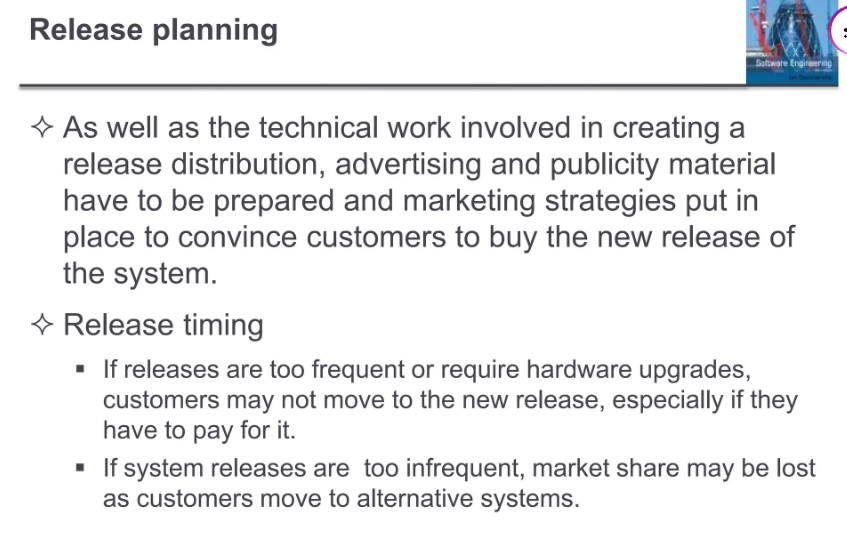 Release planning
Software Engineering
✧ As well as the technical work involved in creating a
release distribution, advertising and publicity material
have to be prepared and marketing strategies put in
place to convince customers to buy the new release of
the system.
✧ Release timing
▪ If releases are too frequent or require hardware upgrades,
customers may not move to the new release, especially if they
have to pay for it.
▪ If system releases are  too infrequent, market share may be lost
as customers move to alternative systems.